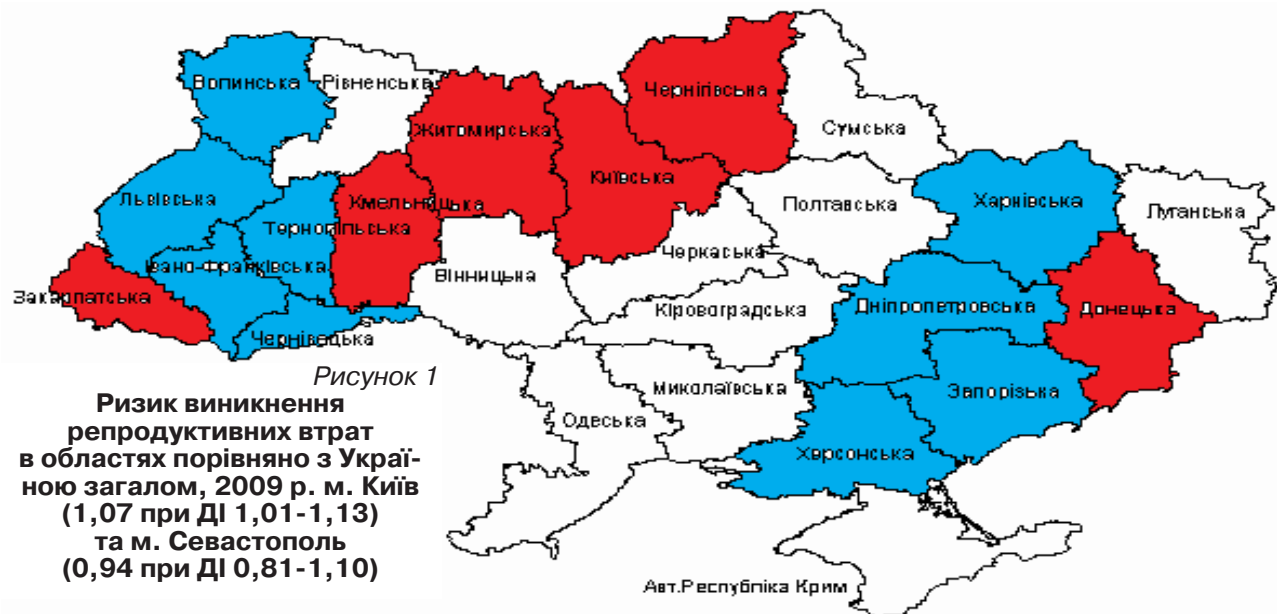 Волинська
Рівненська
Житомирська
Чернігівська
Сумська
Київська
Львівська
Хмельницька
Тернопільська
Полтавська
Харківська
Луганська
Черкаська
Івано-Франківська
Вінницька
Закарпатська
Кіровоградська
Дніпропетровська
Донецька
Чернівецька
Миколаївська
Запорізька
Одеська
Херсонська
Авт.Республіка Крим
Рисунок 1
Ризик виникнення
репродуктивних втрат
в областях порівняно з Украї-
ною загалом, 2009 р. м. Київ
(1,07 при ДІ 1,01-1,13)
та м. Севастополь
(0,94 при ДІ 0,81-1,10)